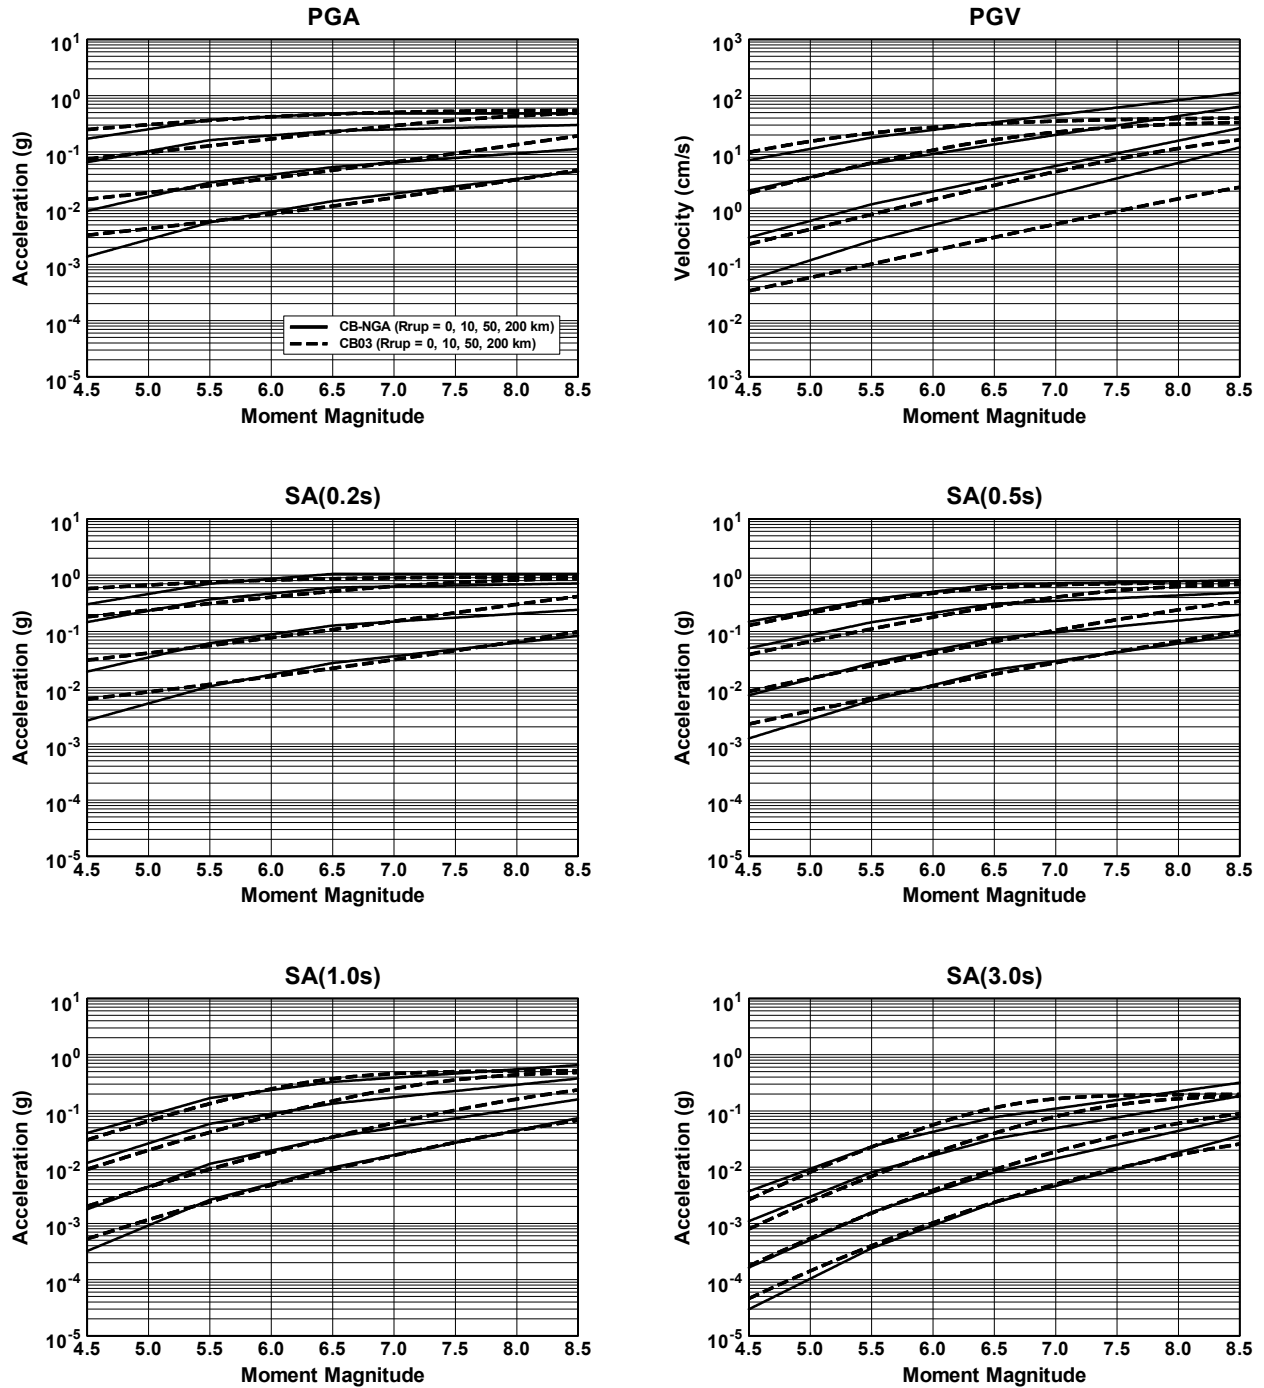 PGA
10^1
10^0
10^-1
10^-2
10^-3
10^-4
10^-5
Acceleration (g)
CB-NGA (Rrup = 0, 10, 50, 200 km)
CB03 (Rrup = 0, 10, 50, 200 km)
4.5 5.0 5.5 6.0 6.5 7.0 7.5 8.0 8.5
Moment Magnitude
PGV
10^3
10^2
10^1
10^0
10^-1
10^-2
10^-3
Velocity (cm/s)
4.5 5.0 5.5 6.0 6.5 7.0 7.5 8.0 8.5
Moment Magnitude
SA(0.2s)
10^1
10^0
10^-1
10^-2
10^-3
10^-4
10^-5
Acceleration (g)
4.5 5.0 5.5 6.0 6.5 7.0 7.5 8.0 8.5
Moment Magnitude
SA(0.5s)
10^1
10^0
10^-1
10^-2
10^-3
10^-4
10^-5
Acceleration (g)
4.5 5.0 5.5 6.0 6.5 7.0 7.5 8.0 8.5
Moment Magnitude
SA(1.0s)
10^1
10^0
10^-1
10^-2
10^-3
10^-4
10^-5
Acceleration (g)
4.5 5.0 5.5 6.0 6.5 7.0 7.5 8.0 8.5
Moment Magnitude
SA(3.0s)
10^1
10^0
10^-1
10^-2
10^-3
10^-4
10^-5
Acceleration (g)
4.5 5.0 5.5 6.0 6.5 7.0 7.5 8.0 8.5
Moment Magnitude